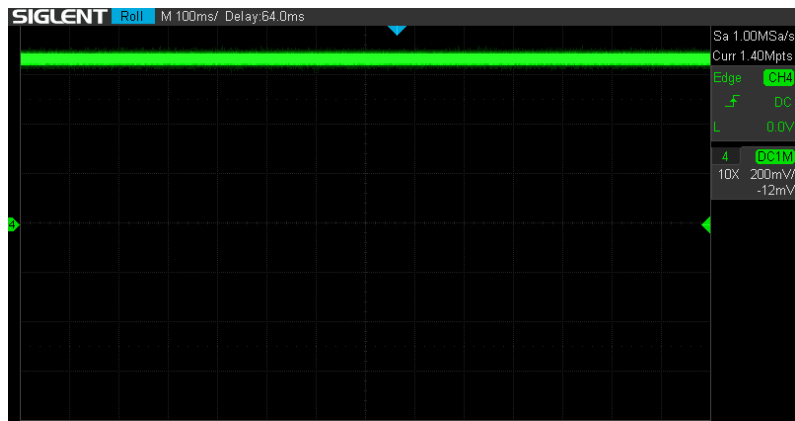 SIGLENT Roll M 100ms/ Delay:64.0ms
Sa 1.00MSa/s
Curr 1.40Mpts
Edge CH4
DC
L 0.0V
4 DC1M
10X 200mV/
-12mV
4